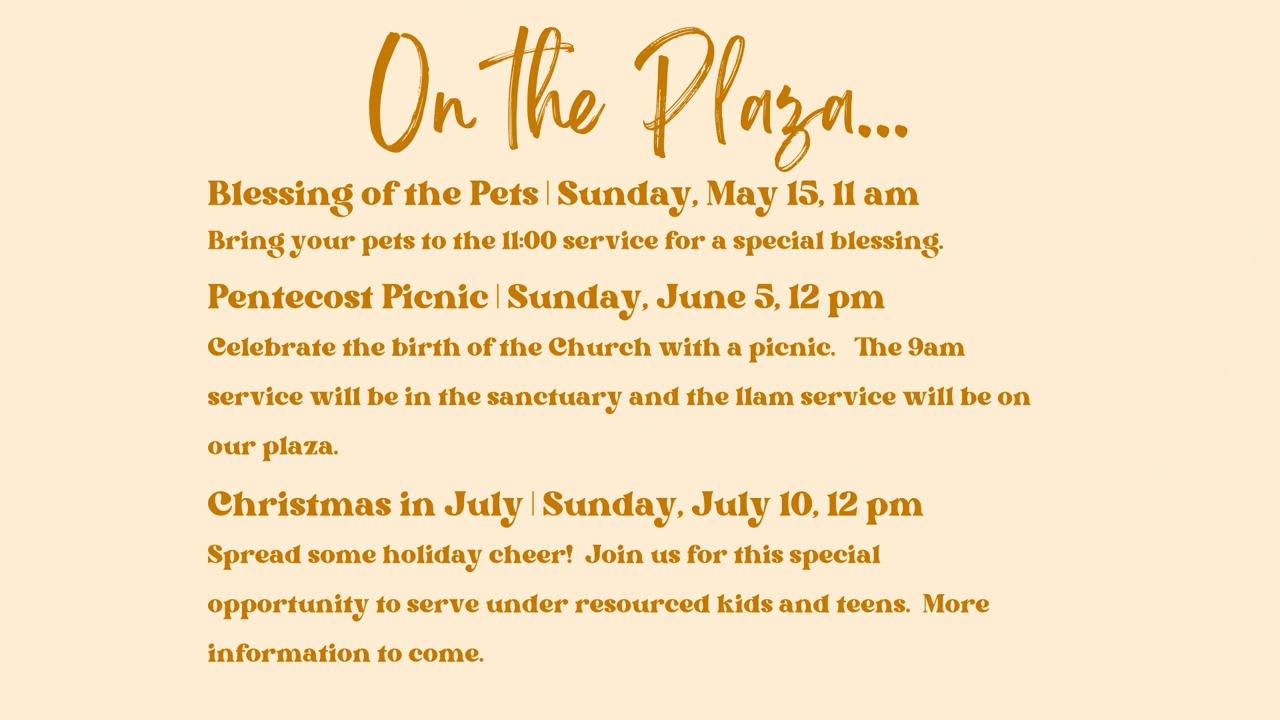 On the Plaza...
Blessing of the Pets | Sunday, May 15, 11 am
Bring your pets to the 11:00 service for a special blessing.
Pentecost Picnic | Sunday, June 5, 12 pm
Celebrate the birth of the Church with a picnic.   The 9am
service will be in the sanctuary and the 11am service will be on
our plaza.
Christmas in July | Sunday, July 10, 12 pm
Spread some holiday cheer!  Join us for this special
opportunity to serve under resourced kids and teens.  More
information to come.